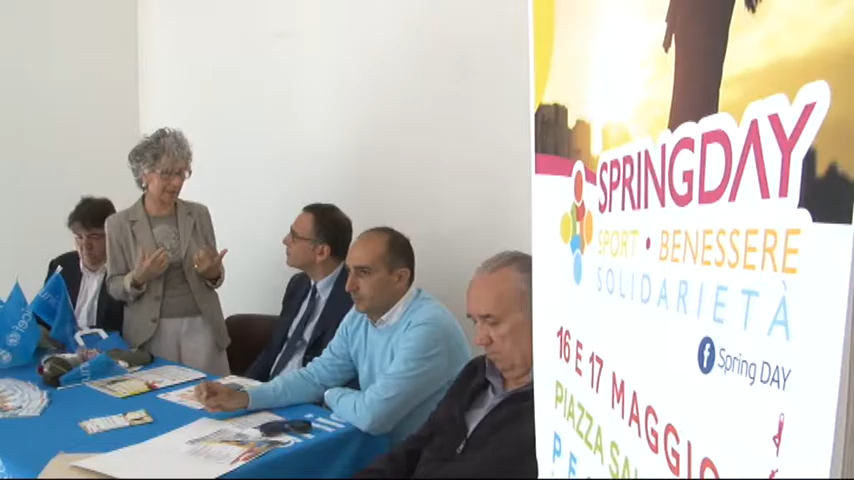 SPRINGDAY
SPORT • BENESSERE
SOLIDARIETÀ
f Spring DAY
16 E 17 MAGGIO
PIAZZA